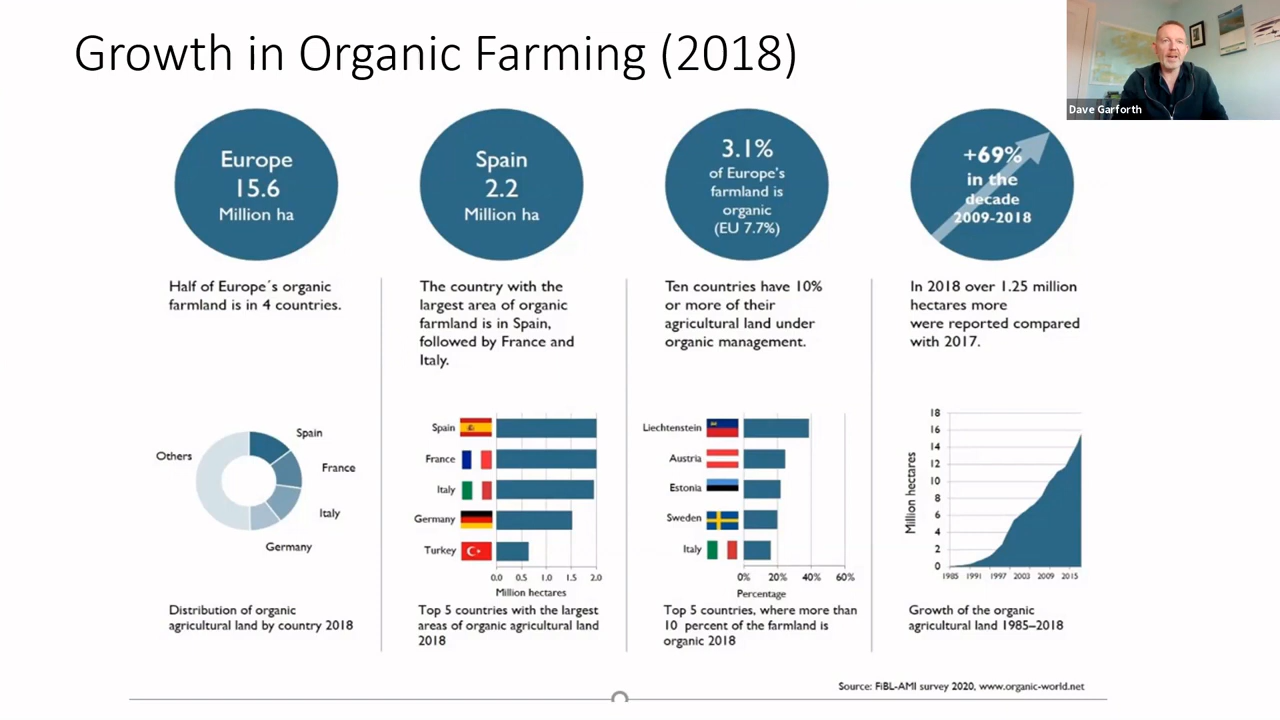 Growth in Organic Farming (2018)
Dave Garforth
Europe
15.6
Million ha
Spain
2.2
Million ha
3.1%
of Europe's
farmland is
organic
(EU 7.7%)
+69%
in the
decade
2009-2018
Half of Europe´s organic
farmland is in 4 countries.
The country with the
largest area of organic
farmland is in Spain,
followed by France and
Italy.
Ten countries have 10%
or more of their
agricultural land under
organic management.
In 2018 over 1.25 million
hectares more
were reported compared
with 2017.
Others
Spain
France
Italy
Germany
Distribution of organic
agricultural land by country 2018
Spain
France
Italy
Germany
Turkey
0.0 0.5 1.0 1.5 2.0
Million hectares
Top 5 countries with the largest
areas of organic agricultural land
2018
Liechtenstein
Austria
Estonia
Sweden
Italy
0% 20% 40% 60%
Percentage
Top 5 countries, where more than
10 percent of the farmland is
organic 2018
Million hectares
18
16
14
12
10
8
6
4
2
0
1985 1991 1997 2003 2009 2015
Growth of the organic
agricultural land 1985–2018
Source: FiBL-AMI survey 2020, www.organic-world.net